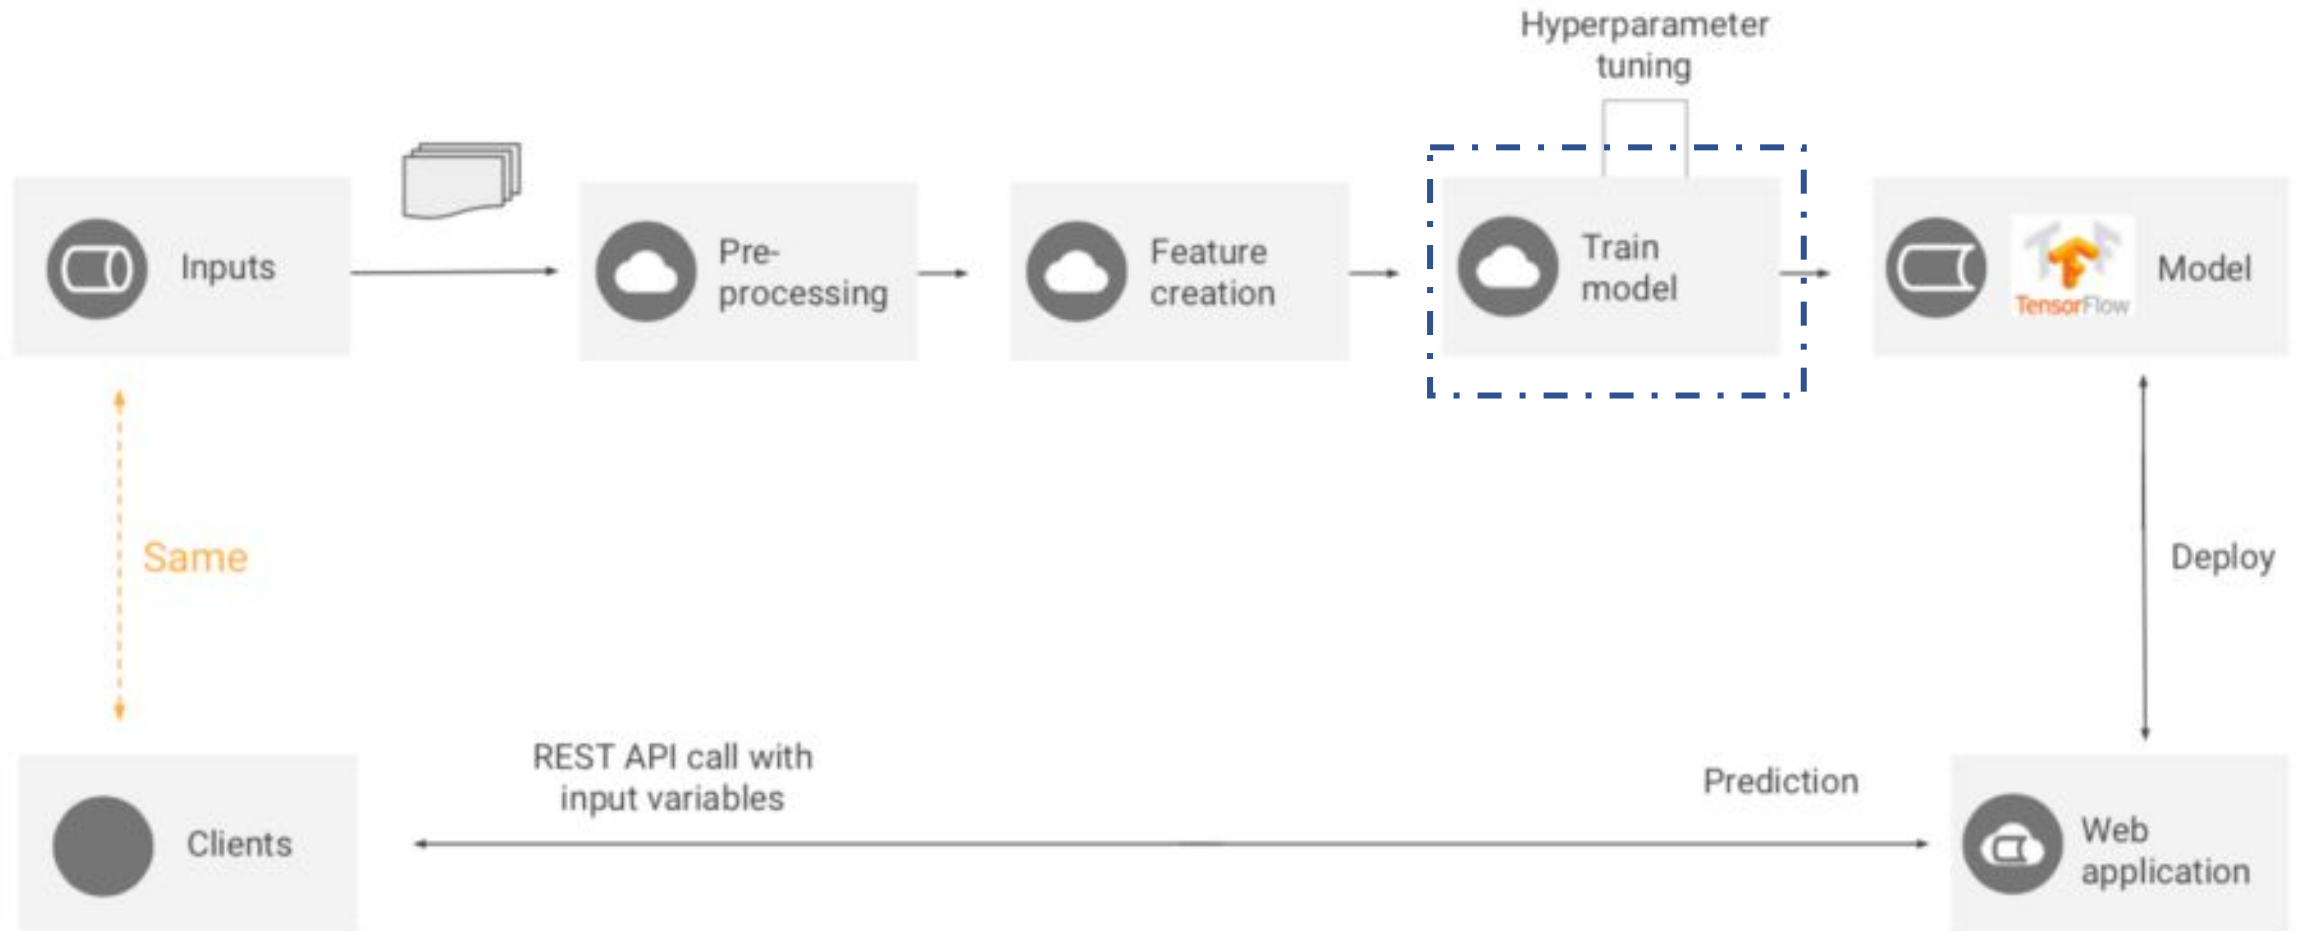 Hyperparameter
tuning
Inputs
Pre-
processing
Feature
creation
Train
model
TensorFlow
Model
Same
Deploy
REST API call with
input variables
Prediction
Clients
Web
application